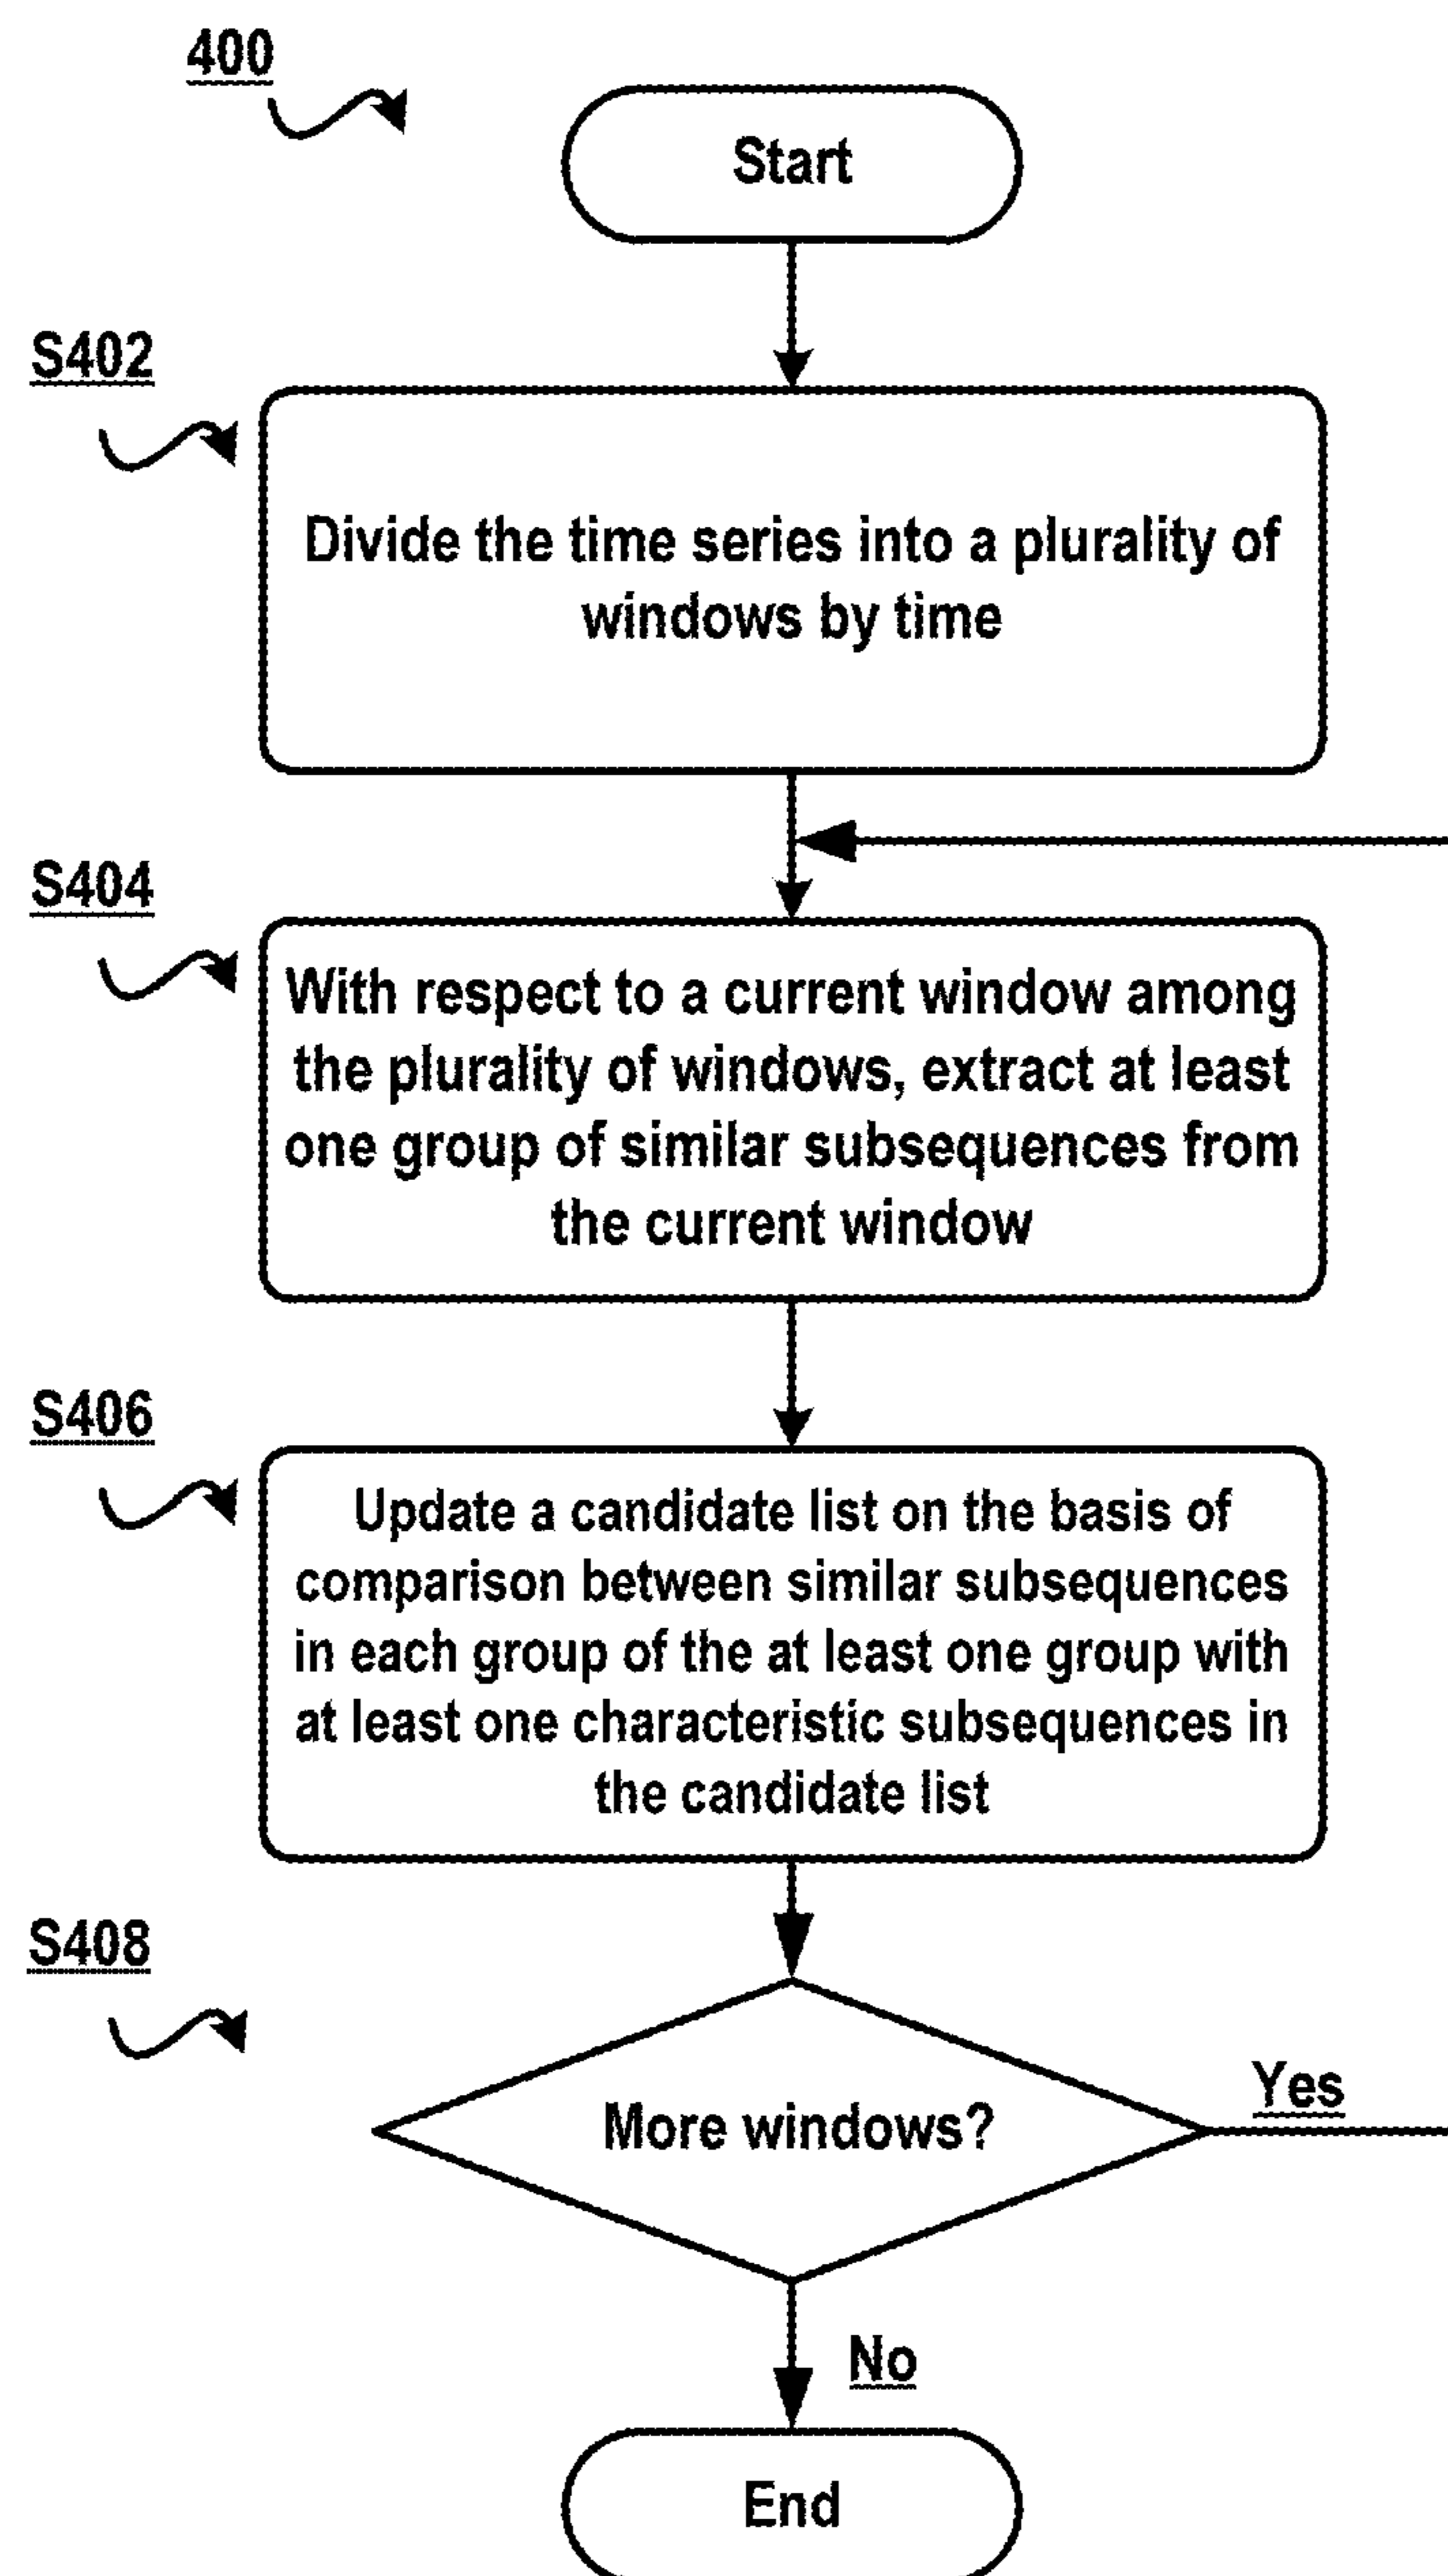 400
Start
S402
Divide the time series into a plurality of
windows by time
S404
With respect to a current window among
the plurality of windows, extract at least
one group of similar subsequences from
the current window
S406
Update a candidate list on the basis of
comparison between similar subsequences
in each group of the at least one group with
at least one characteristic subsequences in
the candidate list
S408
More windows?
Yes
No
End